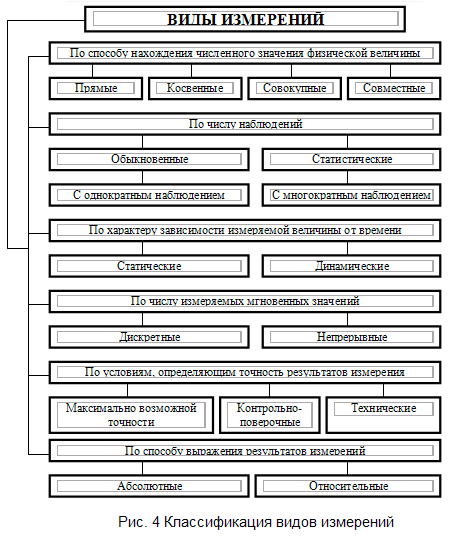 ВИДЫ ИЗМЕРЕНИЙ
По способу нахождения численного значения физической величины
Прямые Косвенные Совокупные Совместные
По числу наблюдений
Обыкновенные Статистические
С однократным наблюдением С многократным наблюдением
По характеру зависимости измеряемой величины от времени
Статические Динамические
По числу измеряемых мгновенных значений
Дискретные Непрерывные
По условиям, определяющим точность результатов измерения
Максимально возможной точности Контрольно-поверочные Технические
По способу выражения результатов измерений
Абсолютные Относительные
Рис. 4 Классификация видов измерений